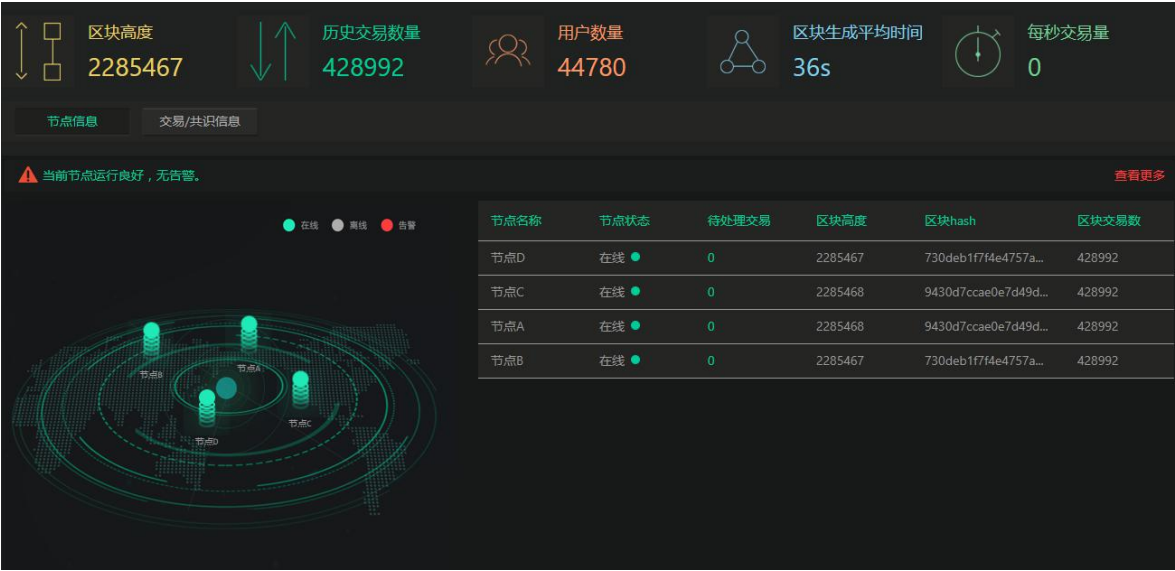 区块高度
2285467
历史交易数量
428992
用户数量
44780
区块生成平均时间
36s
每秒交易量
0
节点信息
交易/共识信息
当前节点运行良好，无告警。
查看更多
在线 离线 告警
节点名称 节点状态 待处理交易 区块高度 区块hash 区块交易数
节点D 在线 0 2285467 730deb1f7f4e4757a... 428992
节点C 在线 0 2285468 9430d7ccae0e7d49d... 428992
节点A 在线 0 2285468 9430d7ccae0e7d49d... 428992
节点B 在线 0 2285467 730deb1f7f4e4757a... 428992
节点B
节点A
节点C
节点D